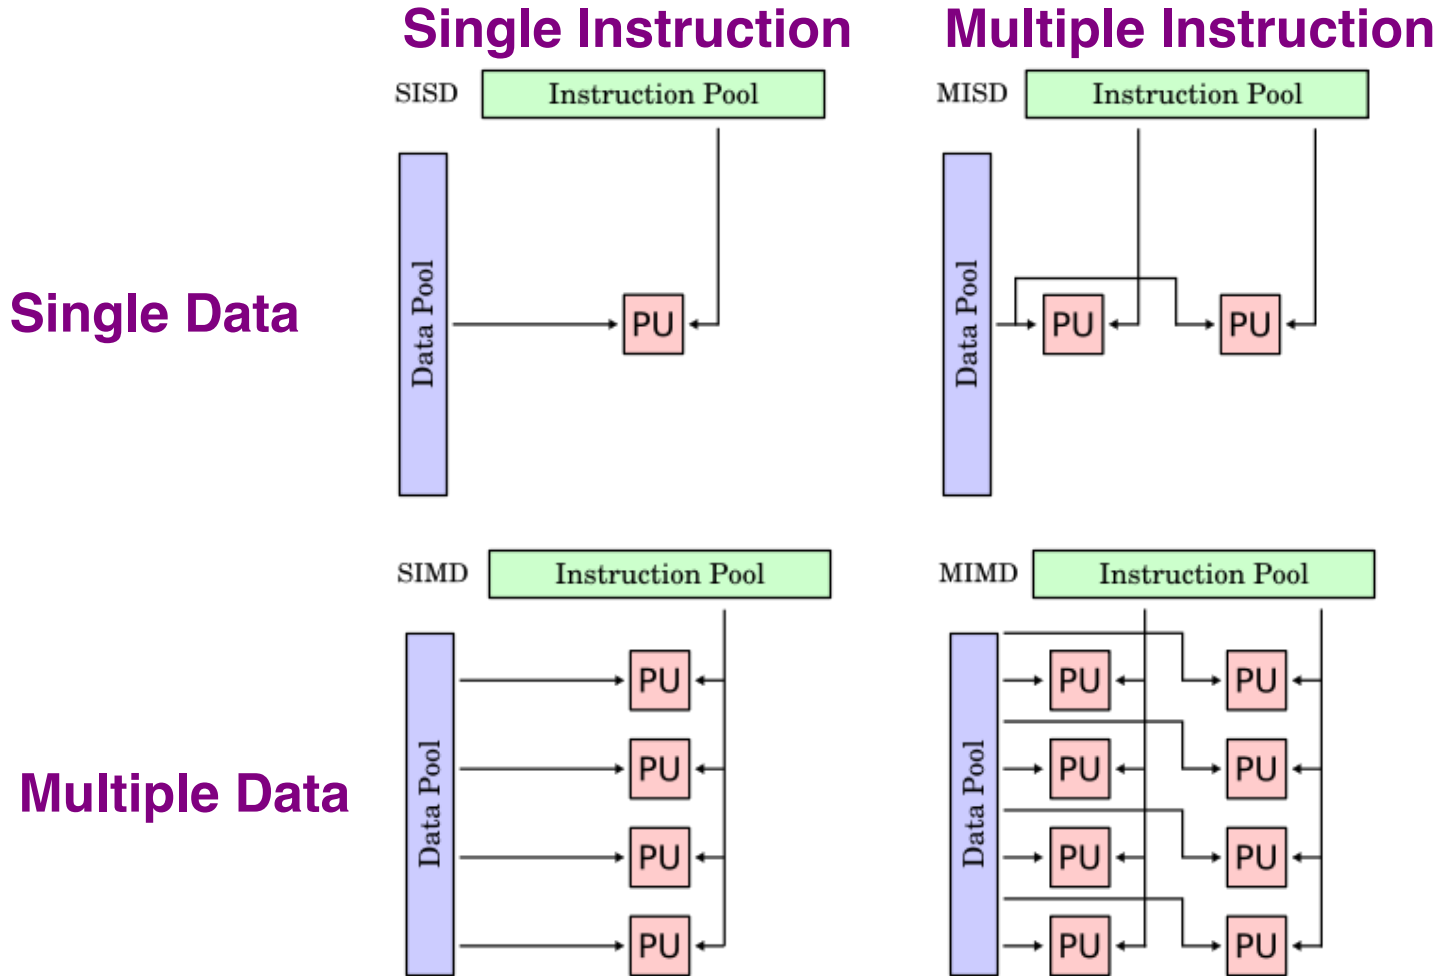 Single Instruction
Multiple Instruction
SISD
Instruction Pool
MISD
Instruction Pool
Single Data
Data Pool
PU
Data Pool
PU
PU
SIMD
Instruction Pool
MIMD
Instruction Pool
Multiple Data
Data Pool
PU
PU
PU
PU
Data Pool
PU
PU
PU
PU
PU
PU
PU
PU